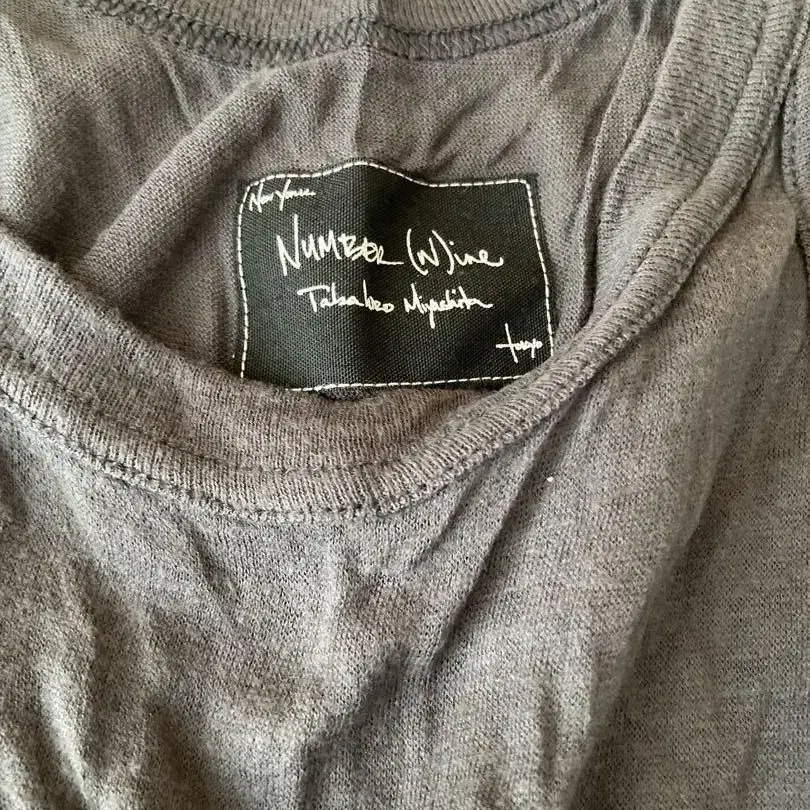 New York
NUMBER (N)ine
Takahiro Miyashita
tokyo